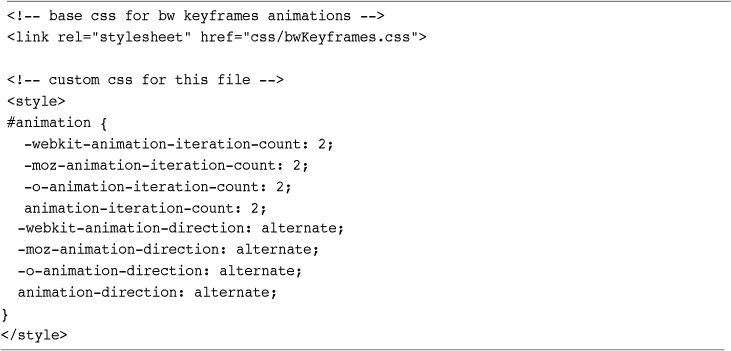 <!-- base css for bw keyframes animations -->
<link rel="stylesheet" href="css/bwKeyframes.css">
<!-- custom css for this file -->
<style>
#animation {
-webkit-animation-iteration-count: 2;
-moz-animation-iteration-count: 2;
-o-animation-iteration-count: 2;
animation-iteration-count: 2;
-webkit-animation-direction: alternate;
-moz-animation-direction: alternate;
-o-animation-direction: alternate;
animation-direction: alternate;
}
</style>